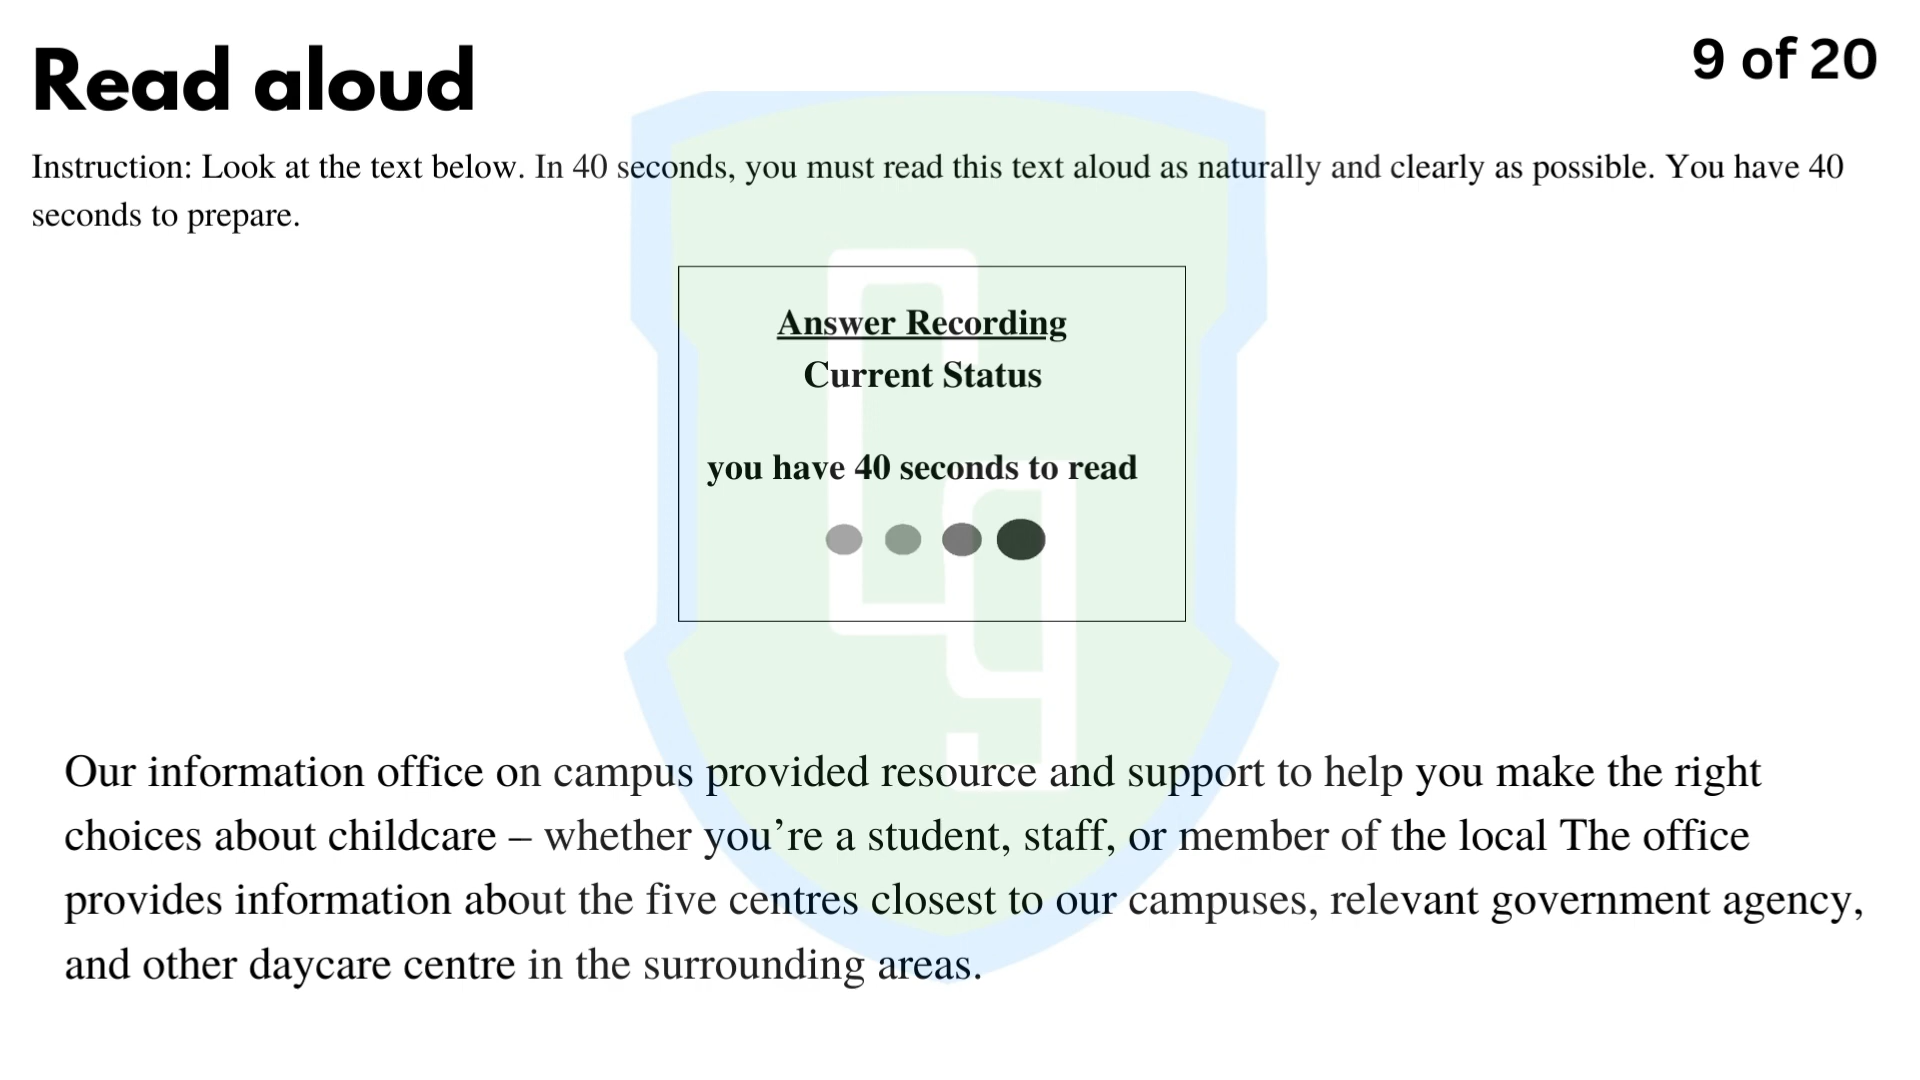 Read aloud
9 of 20
Instruction: Look at the text below. In 40 seconds, you must read this text aloud as naturally and clearly as possible. You have 40
seconds to prepare.
Answer Recording
Current Status
you have 40 seconds to read
Our information office on campus provided resource and support to help you make the right
choices about childcare – whether you’re a student, staff, or member of the local The office
provides information about the five centres closest to our campuses, relevant government agency,
and other daycare centre in the surrounding areas.